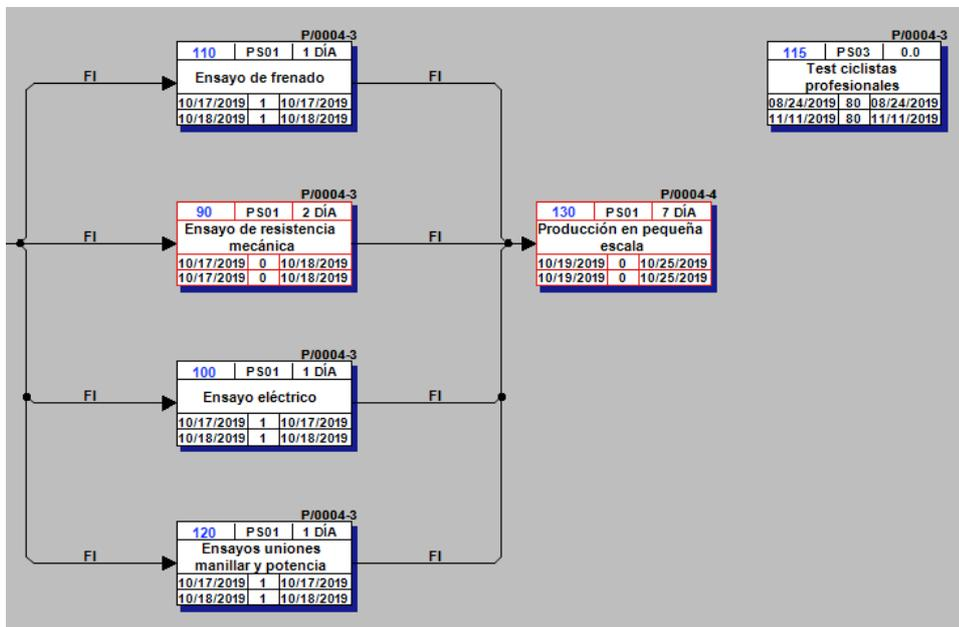 P/0004-3
110 PS01 1 DÍA
Ensayo de frenado
10/17/2019 1 10/17/2019
10/18/2019 1 10/18/2019
P/0004-3
115 PS03 0.0
Test ciclistas
profesionales
08/24/2019 80 08/24/2019
11/11/2019 80 11/11/2019
FI
FI
P/0004-3
90 PS01 2 DÍA
Ensayo de resistencia
mecánica
10/17/2019 0 10/18/2019
10/17/2019 0 10/18/2019
FI
FI
P/0004-4
130 PS01 7 DÍA
Producción en pequeña
escala
10/19/2019 0 10/25/2019
10/19/2019 0 10/25/2019
P/0004-3
100 PS01 1 DÍA
Ensayo eléctrico
10/17/2019 1 10/17/2019
10/18/2019 1 10/18/2019
FI
FI
P/0004-3
120 PS01 1 DÍA
Ensayos uniones
manillar y potencia
10/17/2019 1 10/17/2019
10/18/2019 1 10/18/2019
FI
FI